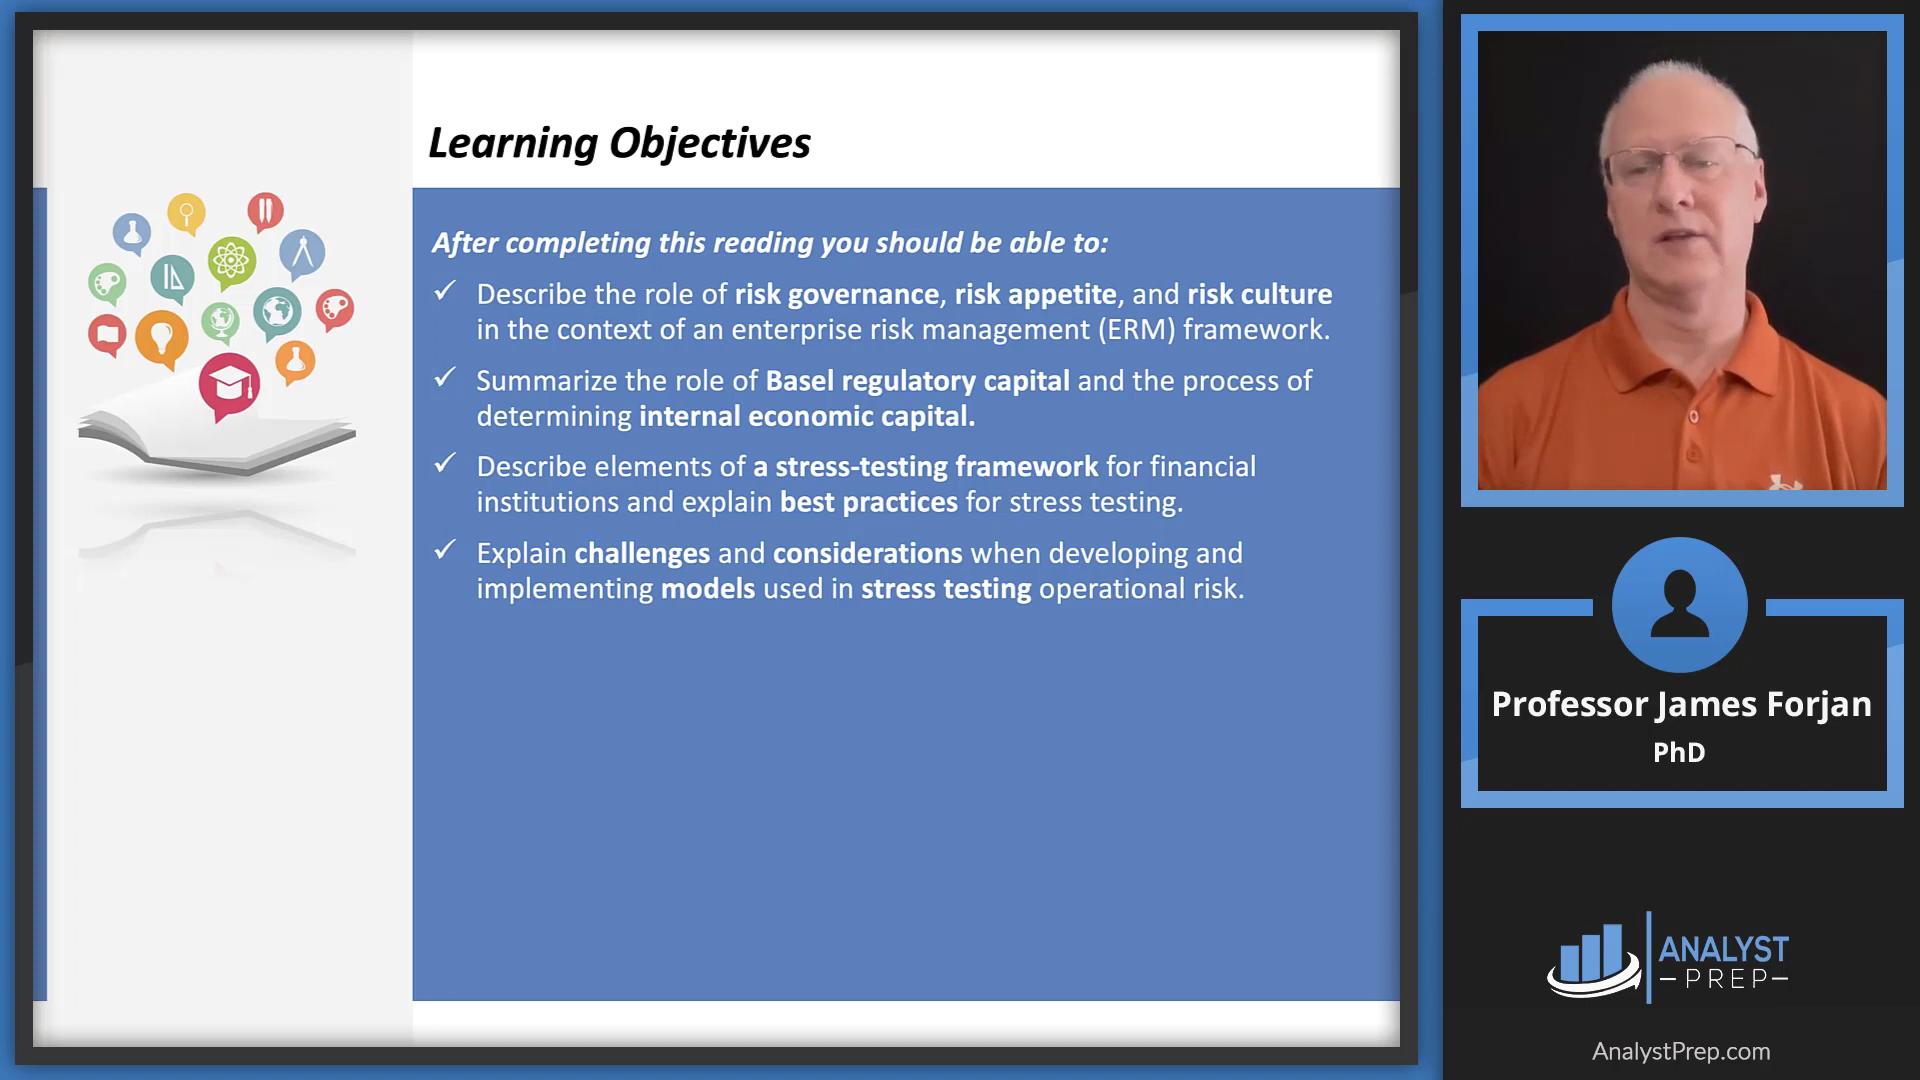 Learning Objectives
After completing this reading you should be able to:
Describe the role of risk governance, risk appetite, and risk culture
in the context of an enterprise risk management (ERM) framework.
Summarize the role of Basel regulatory capital and the process of
determining internal economic capital.
Describe elements of a stress-testing framework for financial
institutions and explain best practices for stress testing.
Explain challenges and considerations when developing and
implementing models used in stress testing operational risk.
Professor James Forjan
PhD
ANALYST
PREP
AnalystPrep.com